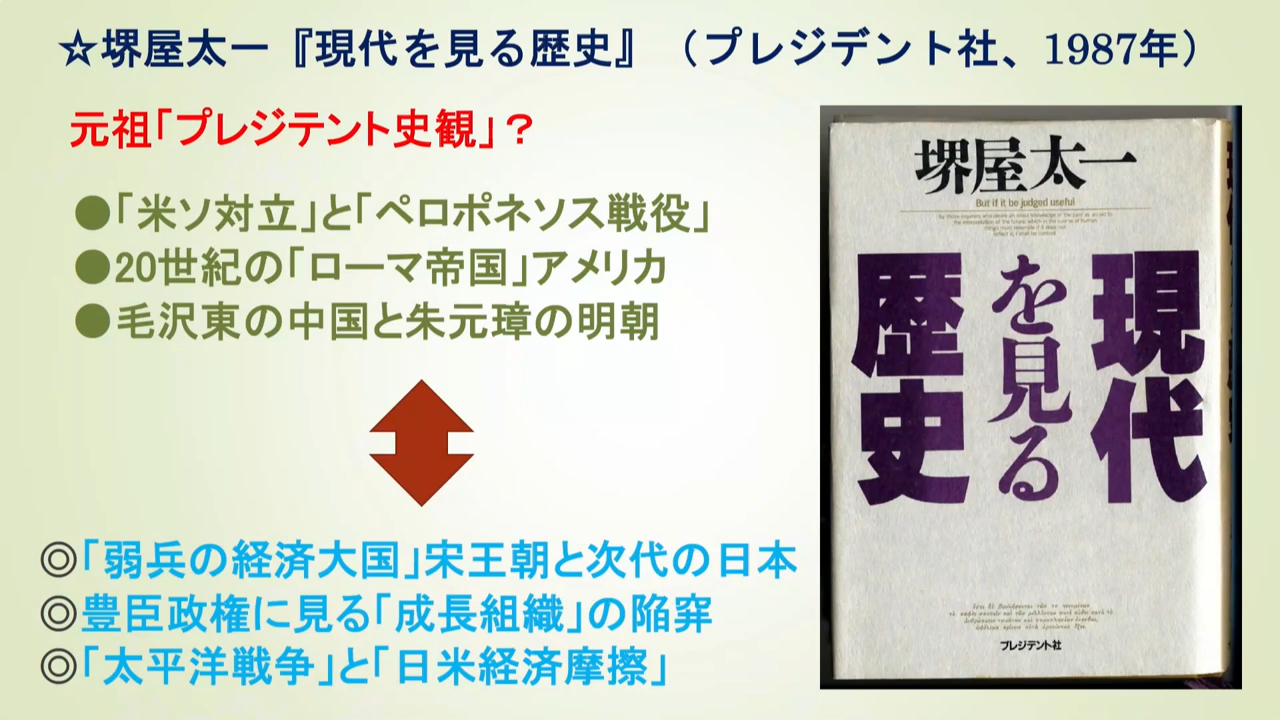 ☆堺屋太一『現代を見る歴史』（プレジデント社、1987年）
元祖「プレジテント史観」？
●「米ソ対立」と「ペロポネソス戦役」
●20世紀の「ローマ帝国」アメリカ
●毛沢東の中国と朱元璋の明朝
◎「弱兵の経済大国」宋王朝と次代の日本
◎豊臣政権に見る「成長組織」の陥穽
◎「太平洋戦争」と「日米経済摩擦」
堺屋太一
But if it be judged useful
現代
を見る
歴史
プレジデント社